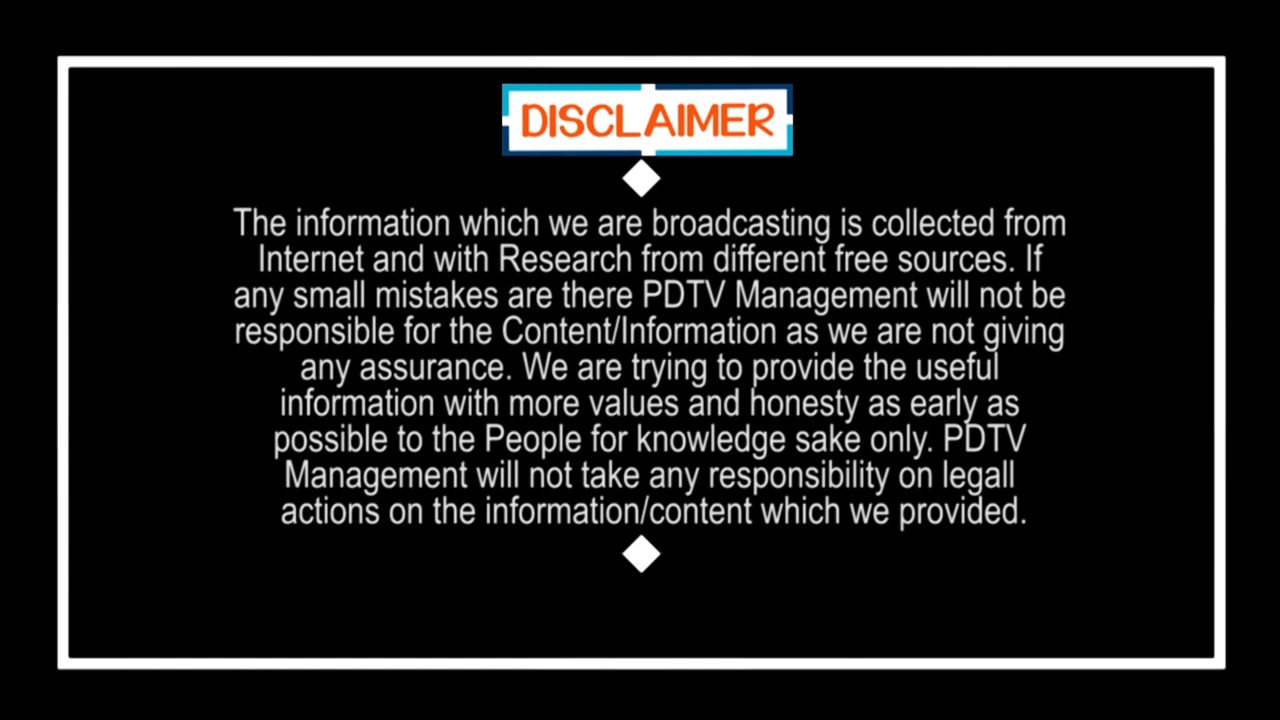 DISCLAIMER
The information which we are broadcasting is collected from
Internet and with Research from different free sources. If
any small mistakes are there PDTV Management will not be
responsible for the Content/Information as we are not giving
any assurance. We are trying to provide the useful
information with more values and honesty as early as
possible to the People for knowledge sake only. PDTV
Management will not take any responsibility on legall
actions on the information/content which we provided.